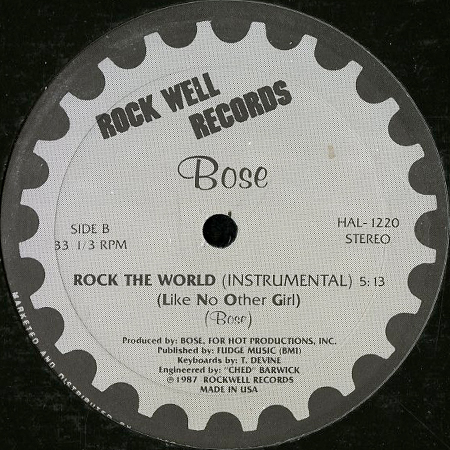 ROCK WELL
RECORDS
Bose
SIDE B
33 1/3 RPM
HAL-1220
STEREO
ROCK THE WORLD (INSTRUMENTAL) 5:13
(Like No Other Girl)
(Bose)
Produced by: BOSE, FOR HOT PRODUCTIONS, INC.
Published by: FUDGE MUSIC (BMI)
Keyboards by: T. DEVINE
Engineered by: "CHED" BARWICK
℗1987 ROCKWELL RECORDS
MADE IN USA
MARKETED AND DISTRIBUTED BY